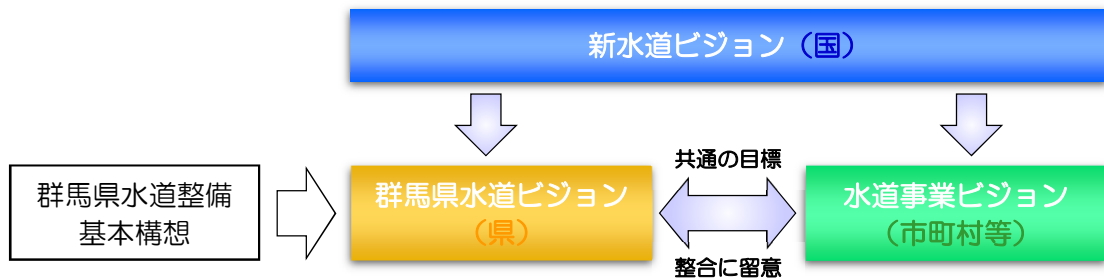 新水道ビジョン（国）
共通の目標
群馬県水道整備
基本構想
群馬県水道ビジョン
（県）
水道事業ビジョン
（市町村等）
整合に留意